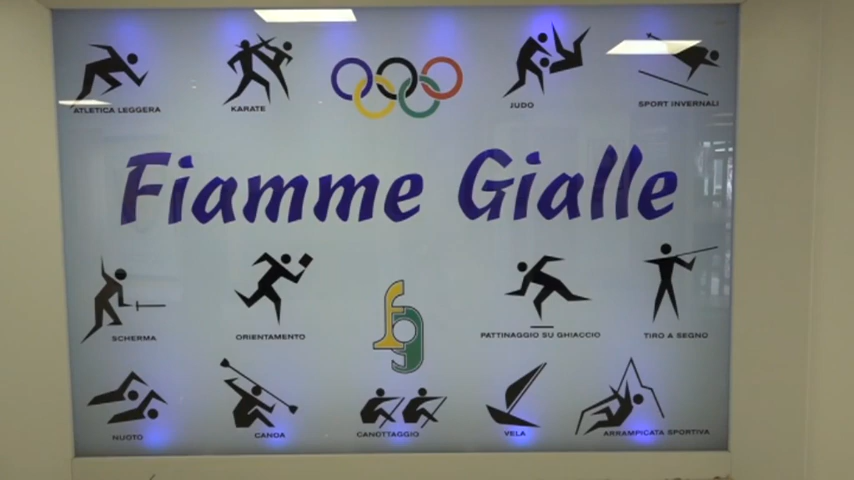 ATLETICA LEGGERA
KARATE
JUDO
SPORT INVERNALI
Fiamme Gialle
SCHERMA
ORIENTAMENTO
fg
PATTINAGGIO SU GHIACCIO
TIRO A SEGNO
NUOTO
CANOA
CANOTTAGGIO
VELA
ARRAMPICATA SPORTIVA